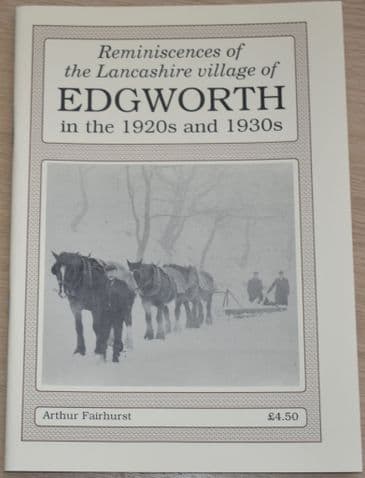 Reminiscences of
the Lancashire village of
EDGWORTH
in the 1920s and 1930s
Arthur Fairhurst £4.50